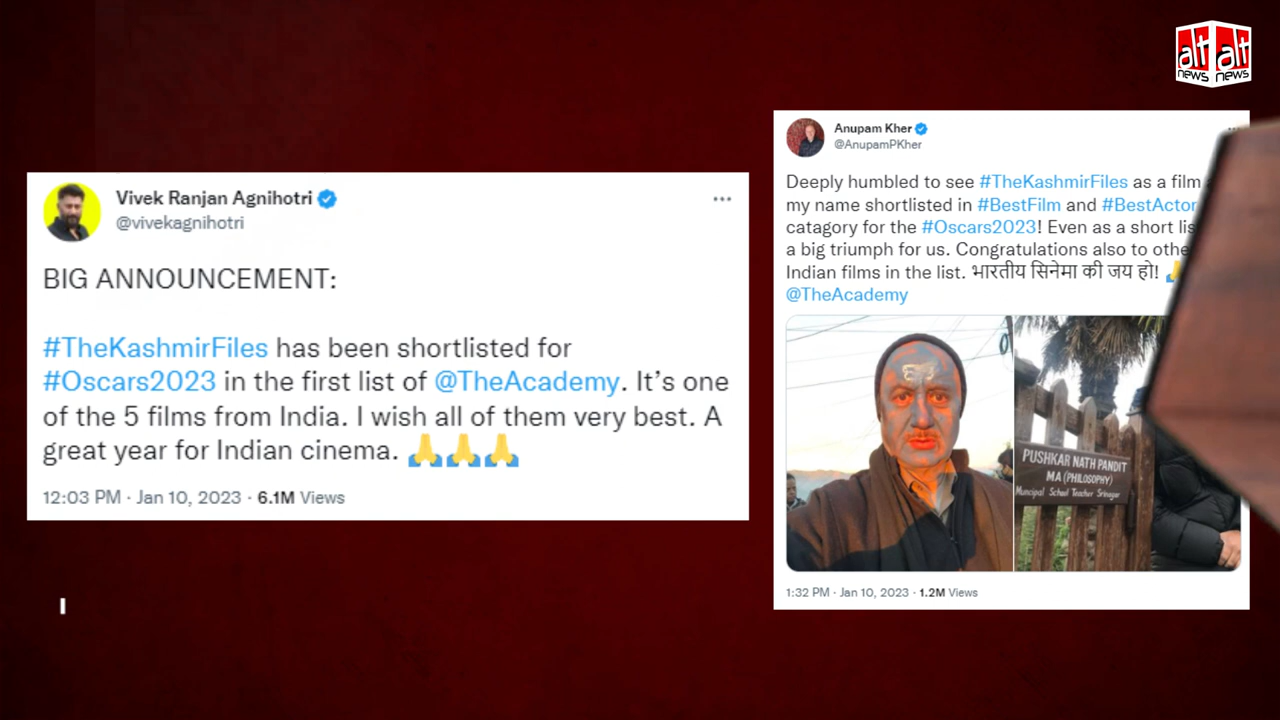 alt alt
news news
Vivek Ranjan Agnihotri
@vivekagnihotri
BIG ANNOUNCEMENT:
#TheKashmirFiles has been shortlisted for
#Oscars2023 in the first list of @TheAcademy. It's one
of the 5 films from India. I wish all of them very best. A
great year for Indian cinema. 🙏🙏🙏
12:03 PM · Jan 10, 2023 · 6.1M Views
Anupam Kher
@AnupamPKher
Deeply humbled to see #TheKashmirFiles as a film
my name shortlisted in #BestFilm and #BestActor
catagory for the #Oscars2023! Even as a short
a big triumph for us. Congratulations also to
Indian films in the list. भारतीय सिनेमा की जय हो! 🙏
@TheAcademy
PUSHKAR NATH PANDIT
MA (PHILOSOPHY)
Muncipal School Teacher Srinagar
1:32 PM · Jan 10, 2023 · 1.2M Views